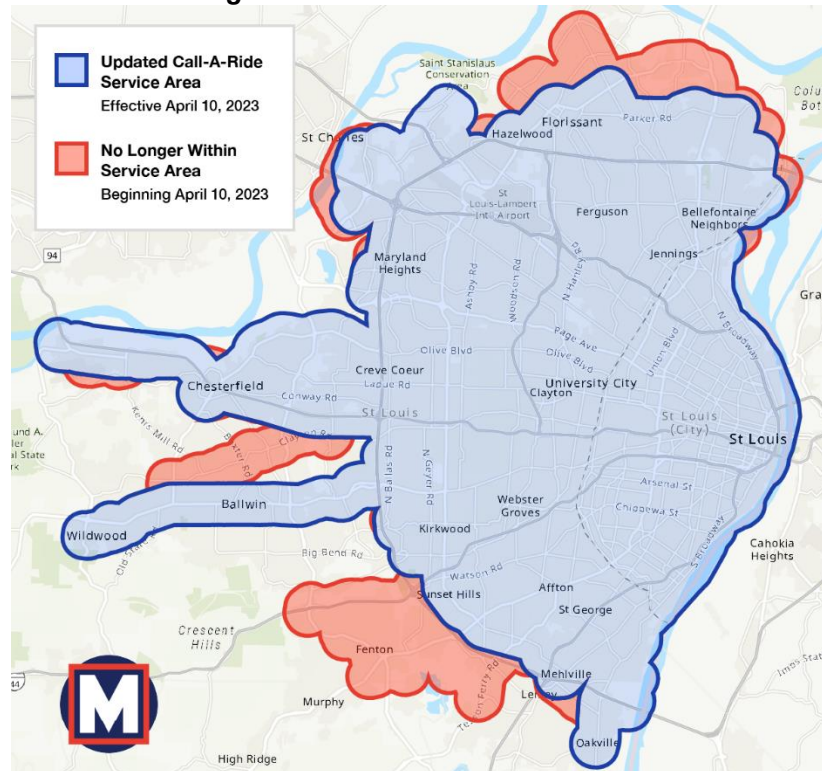 Updated Call-A-Ride
Service Area
Effective April 10, 2023
No Longer Within
Service Area
Beginning April 10, 2023
Saint Stanislaus
Conservation
Area
Parker Rd
Florissant
Hazelwood
St
94
St
Louis-Lambert
Int'l Airport
Ferguson
Bellefontaine
Neighbors
Jennings
Maryland
Heights
Ashby Rd
Woodson Rd
N Hanley Rd
N Broadway
Page Ave
Olive Blvd
Olive Blvd
Union Blvd
Creve Coeur
Ladue Rd
University City
Clayton
Chesterfield
Conway Rd
St Louis
St Louis
(City)
St Louis
Kehrs Mill Rd
Baxter Rd
Clayton Rd
N Ballas Rd
N Geyer Rd
Arsenal St
Chippewa St
Ballwin
Webster
Groves
Wildwood
Kirkwood
S Broadway
Cahokia
Heights
Big Bend Rd
Watson Rd
Affton
Sunset Hills
St George
Crescent
Hills
Fenton
Mehlville
44
M
Murphy
Oakville
High Ridge